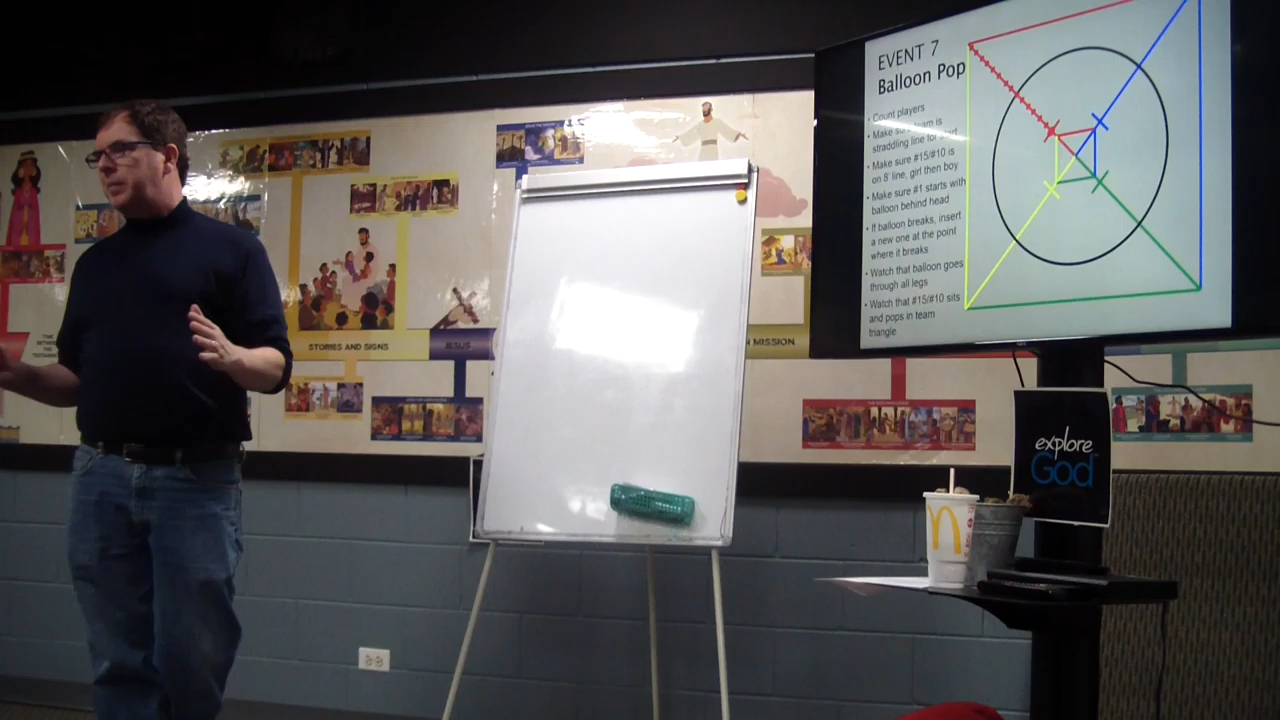 EVENT 7
Balloon Pop
• Count players
• Make sure team is
straddling line for start
• Make sure #15/#10 is
on 8' line, girl then boy
• Make sure #1 starts with
balloon behind head
• If balloon breaks, insert
a new one at the point
where it breaks
• Watch that balloon goes
through all legs
• Watch that #15/#10 sits
and pops in team
triangle
STORIES AND SIGNS
JESUS
MISSION
TIME
BETWEEN
THE
explore
God